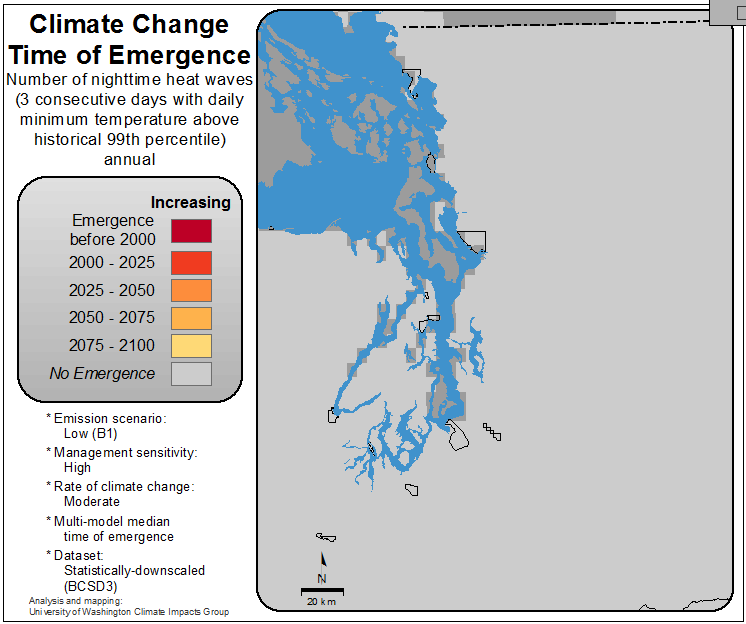 Climate Change
Time of Emergence
Number of nighttime heat waves
(3 consecutive days with daily
minimum temperature above
historical 99th percentile)
annual
Increasing
Emergence
before 2000
2000 - 2025
2025 - 2050
2050 - 2075
2075 - 2100
No Emergence
* Emission scenario:
Low (B1)
* Management sensitivity:
High
* Rate of climate change:
Moderate
* Multi-model median
time of emergence
* Dataset:
Statistically-downscaled
(BCSD3)
Analysis and mapping:
University of Washington Climate Impacts Group
N
20 km